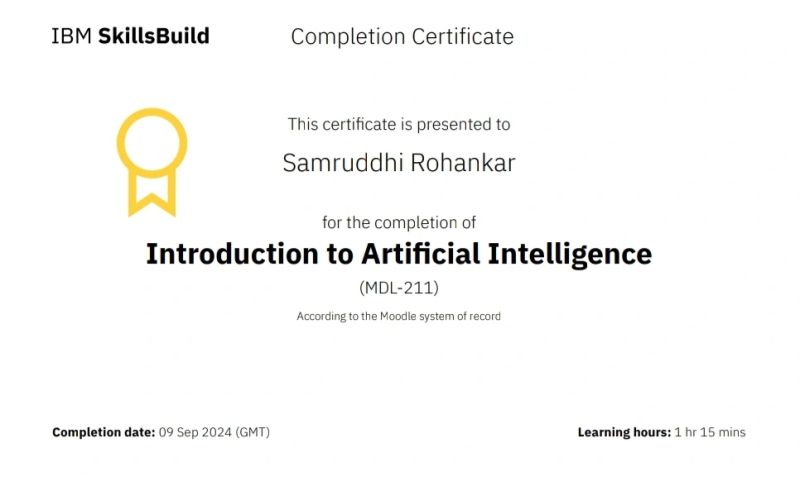 IBM SkillsBuild
Completion Certificate
This certificate is presented to
Samruddhi Rohankar
for the completion of
Introduction to Artificial Intelligence
(MDL-211)
According to the Moodle system of record
Completion date: 09 Sep 2024 (GMT)
Learning hours: 1 hr 15 mins